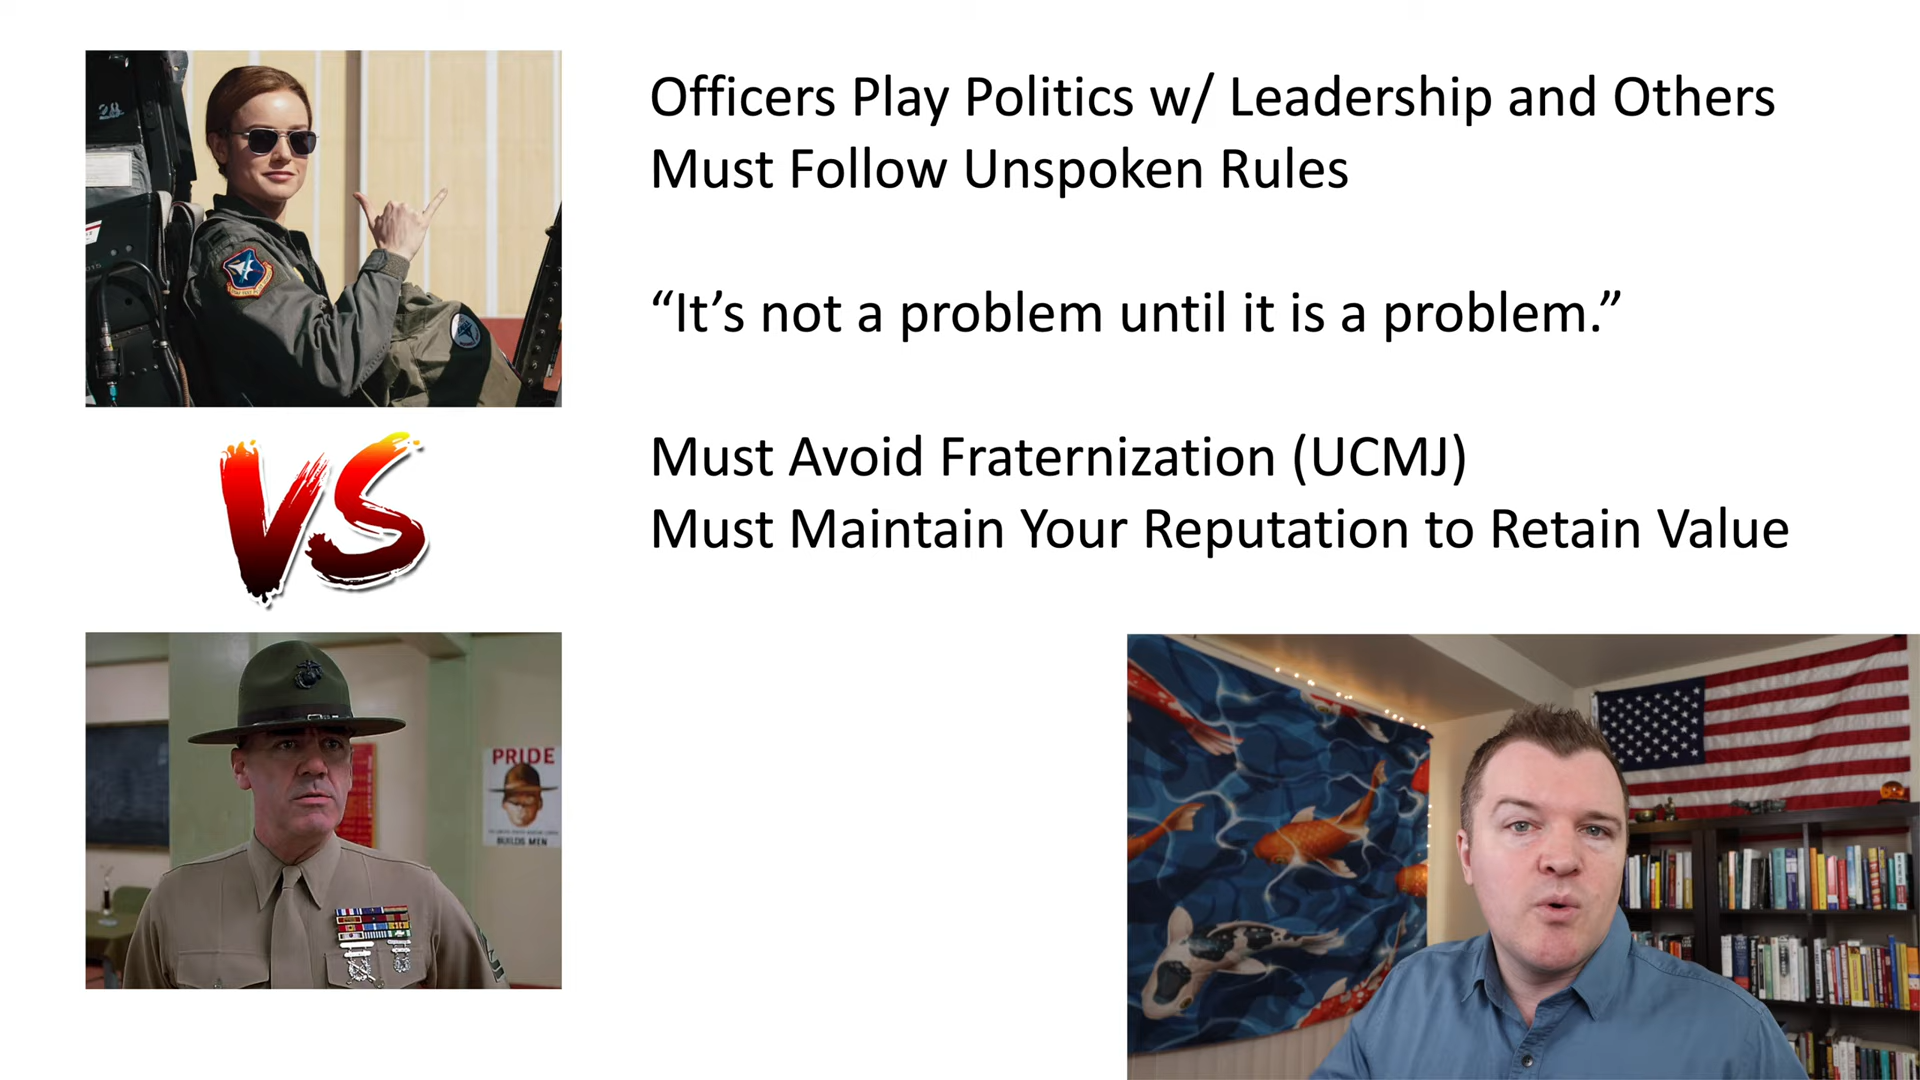 Officers Play Politics w/ Leadership and Others
Must Follow Unspoken Rules
“It’s not a problem until it is a problem.”
Must Avoid Fraternization (UCMJ)
Must Maintain Your Reputation to Retain Value
VS
PRIDE
BUILDS MEN